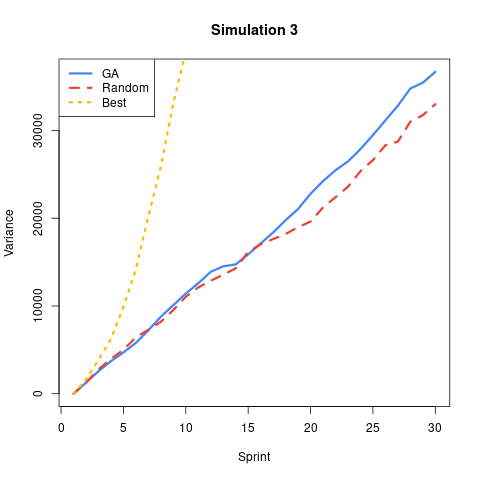 Simulation 3
GA
Random
Best
Variance
30000
20000
10000
0
0 5 10 15 20 25 30
Sprint